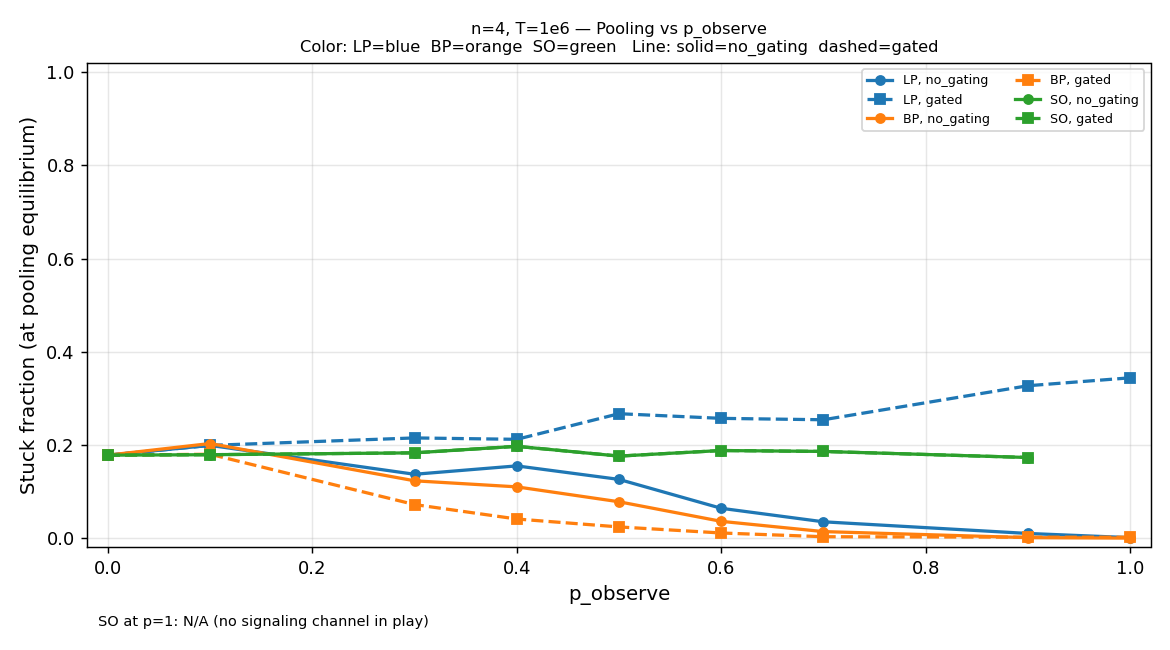 n=4, T=1e6 — Pooling vs p_observe
Color: LP=blue  BP=orange  SO=green   Line: solid=no_gating  dashed=gated
LP, no_gating
LP, gated
BP, no_gating
BP, gated
SO, no_gating
SO, gated
Stuck fraction (at pooling equilibrium)
1.0
0.8
0.6
0.4
0.2
0.0
0.0 0.2 0.4 0.6 0.8 1.0
p_observe
SO at p=1: N/A (no signaling channel in play)